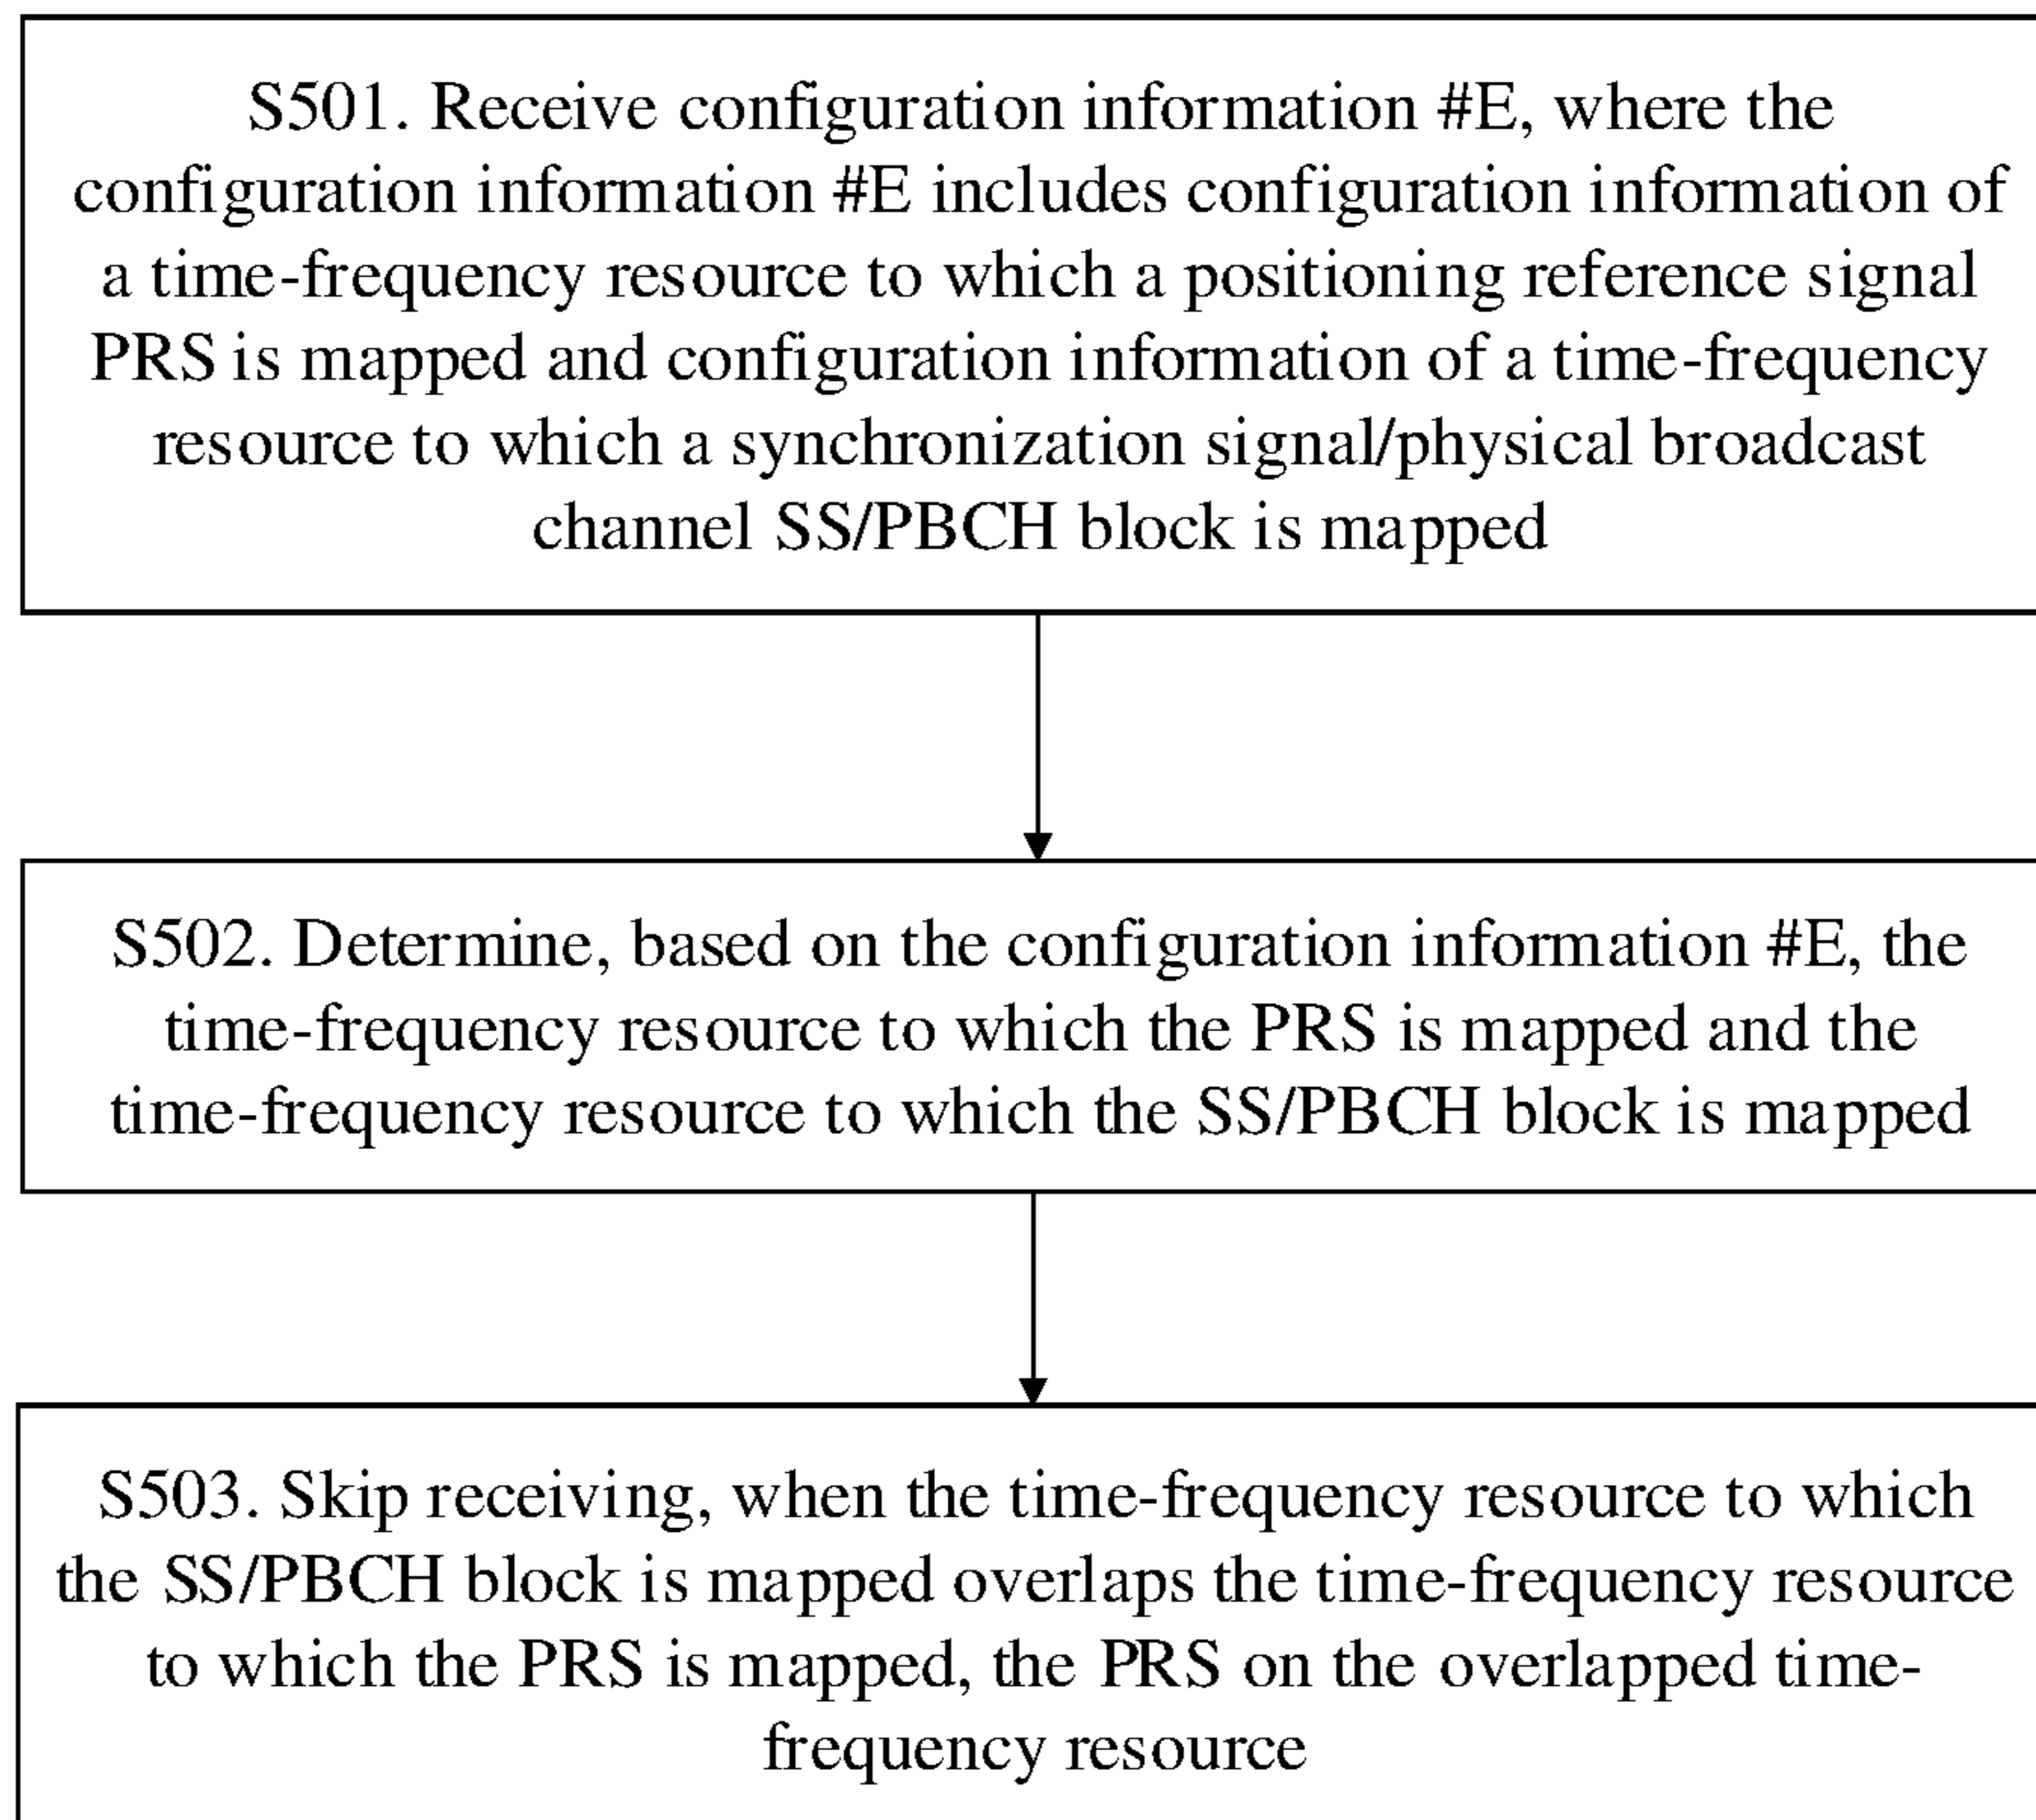 S501. Receive configuration information #E, where the
configuration information #E includes configuration information of
a time-frequency resource to which a positioning reference signal
PRS is mapped and configuration information of a time-frequency
resource to which a synchronization signal/physical broadcast
channel SS/PBCH block is mapped
S502. Determine, based on the configuration information #E, the
time-frequency resource to which the PRS is mapped and the
time-frequency resource to which the SS/PBCH block is mapped
S503. Skip receiving, when the time-frequency resource to which
the SS/PBCH block is mapped overlaps the time-frequency resource
to which the PRS is mapped, the PRS on the overlapped time-
frequency resource